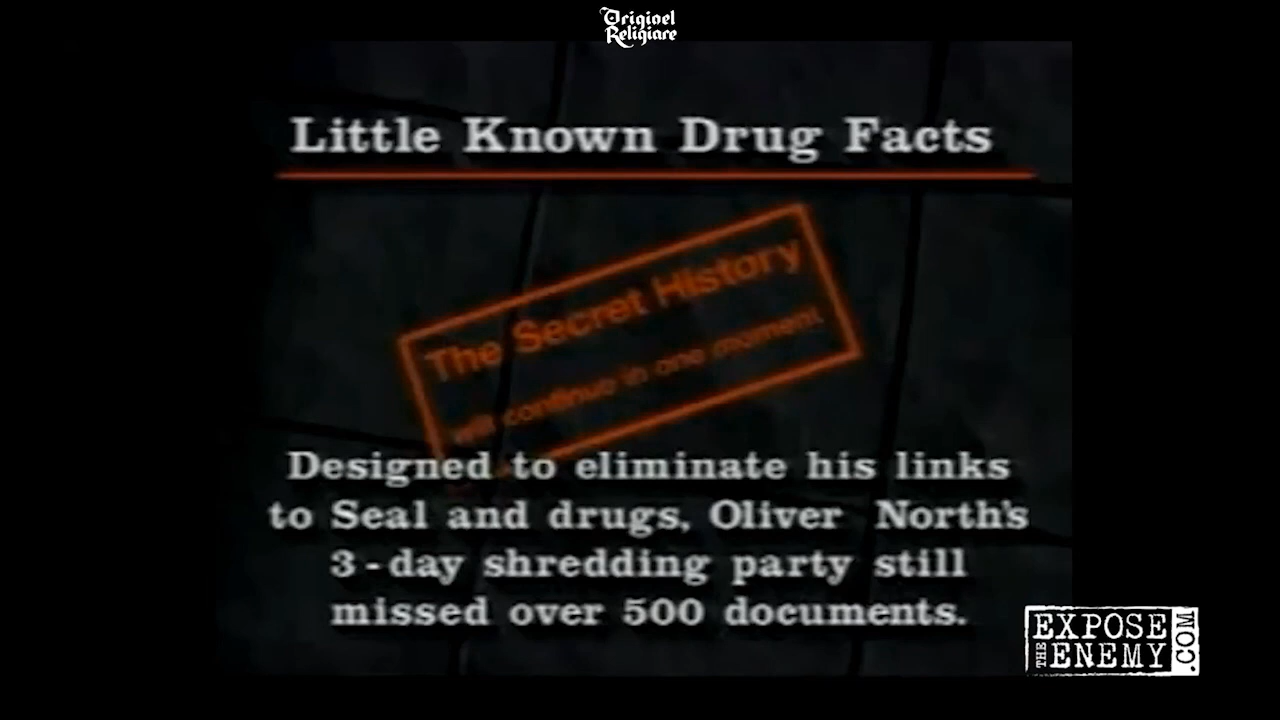 Origioel
Religiare
Little Known Drug Facts
The Secret History
will continue in one moment
Designed to eliminate his links
to Seal and drugs, Oliver North's
3-day shredding party still
missed over 500 documents.
EXPOSE
THE ENEMY
.COM